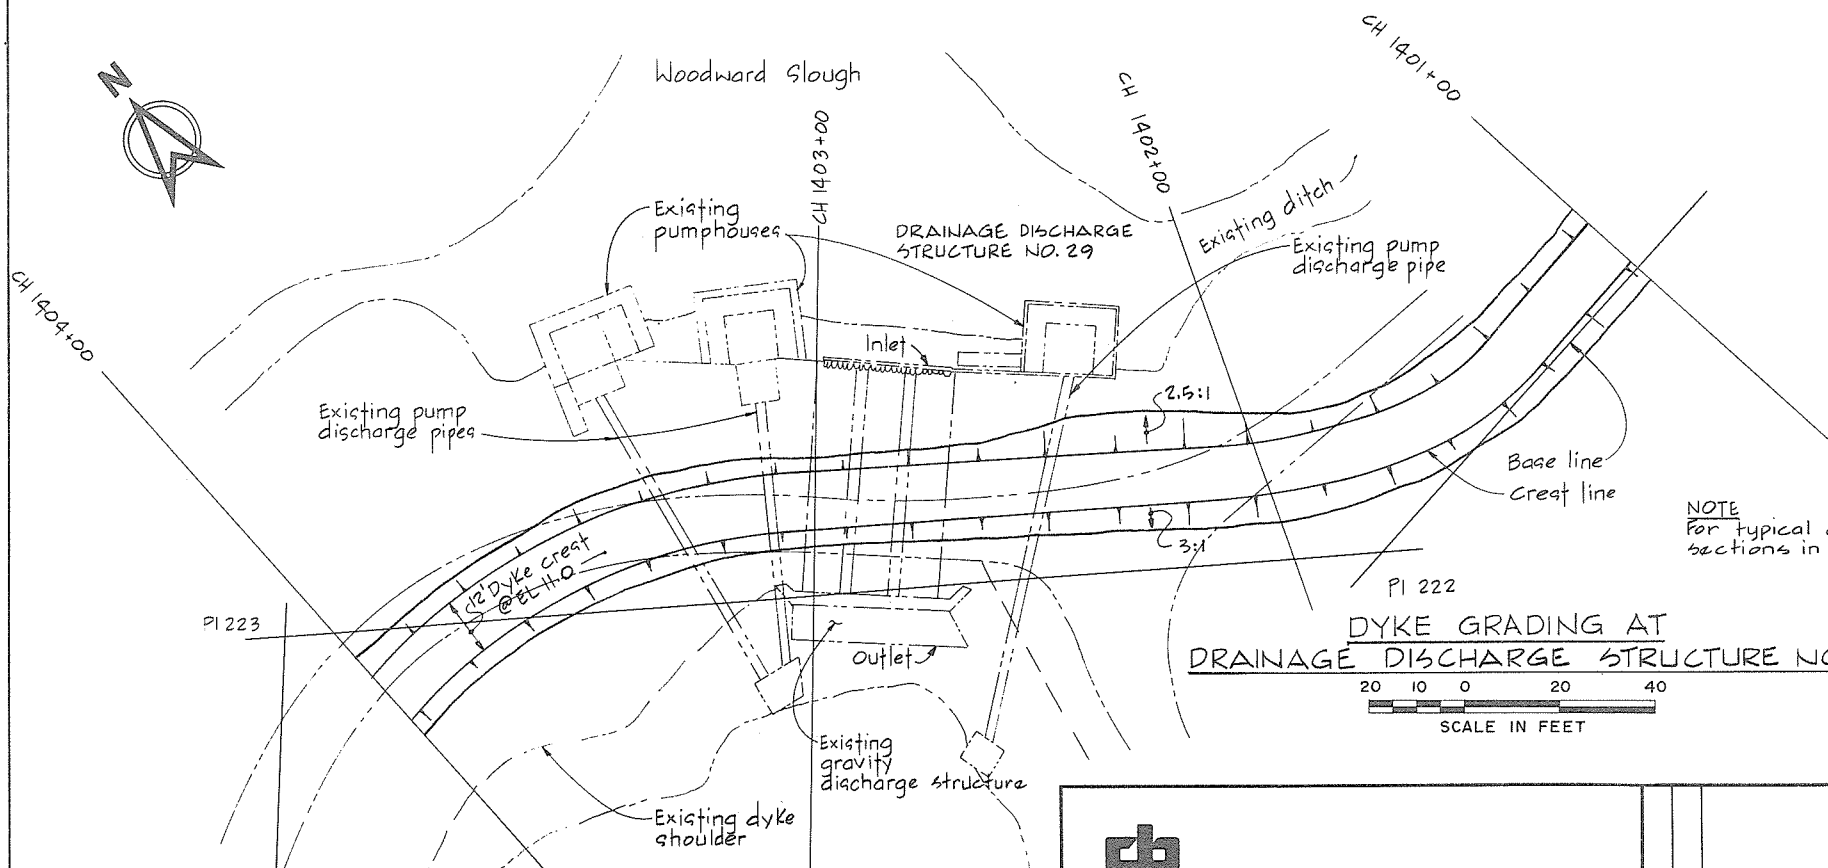 N
Woodward Slough
CH 1401+00
CH 1402+00
CH 1403+00
CH 1404+00
Existing
pumphouses
DRAINAGE DISCHARGE
STRUCTURE NO. 29
Existing ditch
Existing pump
discharge pipe
Inlet
Existing pump
discharge pipes
2.5:1
Base line
Crest line
NOTE
For typical
sections in
12' Dyke crest
@ EL 11.0
3:1
PI 223
PI 222
Outlet
DYKE GRADING AT
DRAINAGE DISCHARGE STRUCTURE NO
20 10 0 20 40
SCALE IN FEET
Existing
gravity
discharge structure
Existing dyke
shoulder